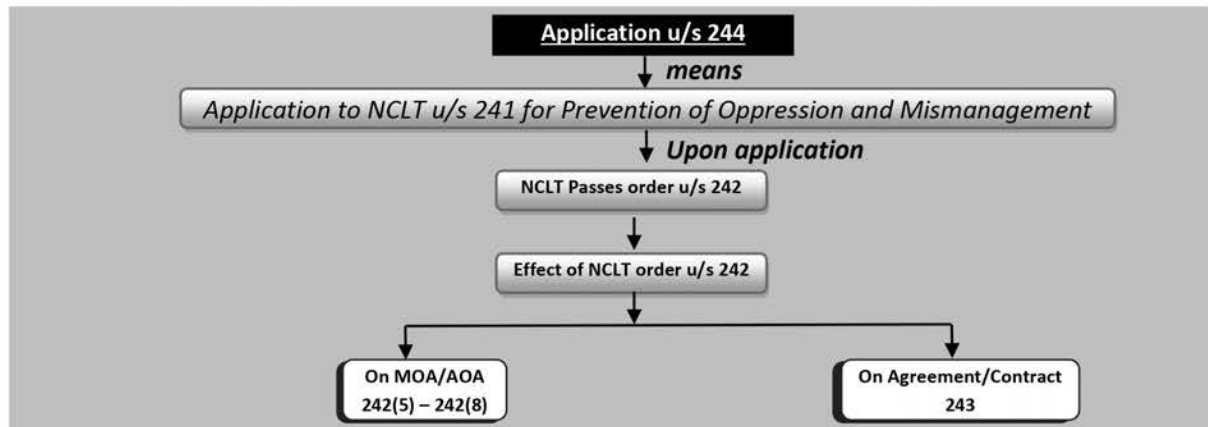 Application u/s 244
means
Application to NCLT u/s 241 for Prevention of Oppression and Mismanagement
Upon application
NCLT Passes order u/s 242
Effect of NCLT order u/s 242
On MOA/AOA
242(5) – 242(8)
On Agreement/Contract
243